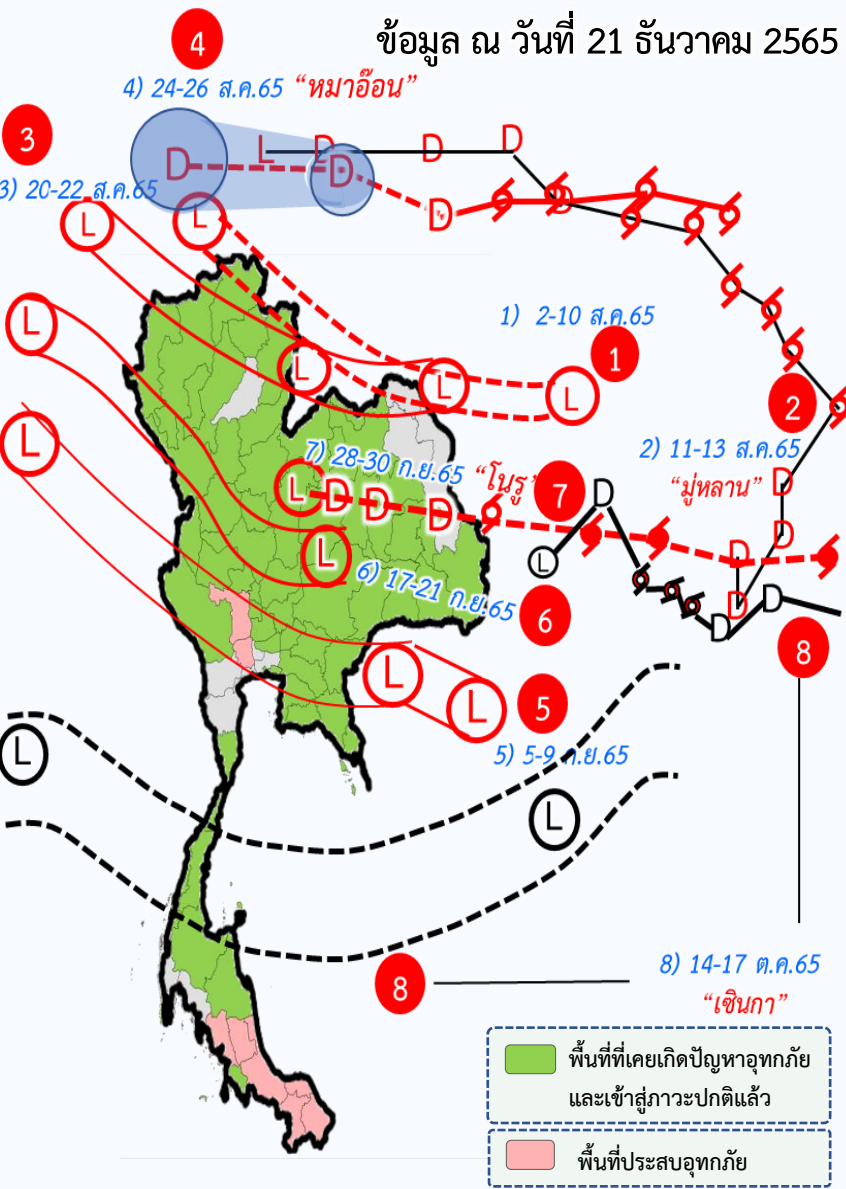 ข้อมูล ณ วันที่ 21 ธันวาคม 2565
4
4) 24-26 ส.ค.65 “หมาอ๊อน”
3
3) 20-22 ส.ค.65
D
L
D
D
D
D
D
D
L
L
1) 2-10 ส.ค.65
1
L
L
L
L
2
2) 11-13 ส.ค.65
“มู่หลาน”
7) 28-30 ก.ย.65 “โนรู”
7
L
D
D
D
D
D
D
L
L
D
L
D
D
D
6) 17-21 ก.ย.65
6
8
L
L
5
5) 5-9 ก.ย.65
L
L
8
8) 14-17 ต.ค.65
“เซินกา”
พื้นที่ที่เคยเกิดปัญหาอุทกภัย
และเข้าสู่ภาวะปกติแล้ว
พื้นที่ประสบอุทกภัย